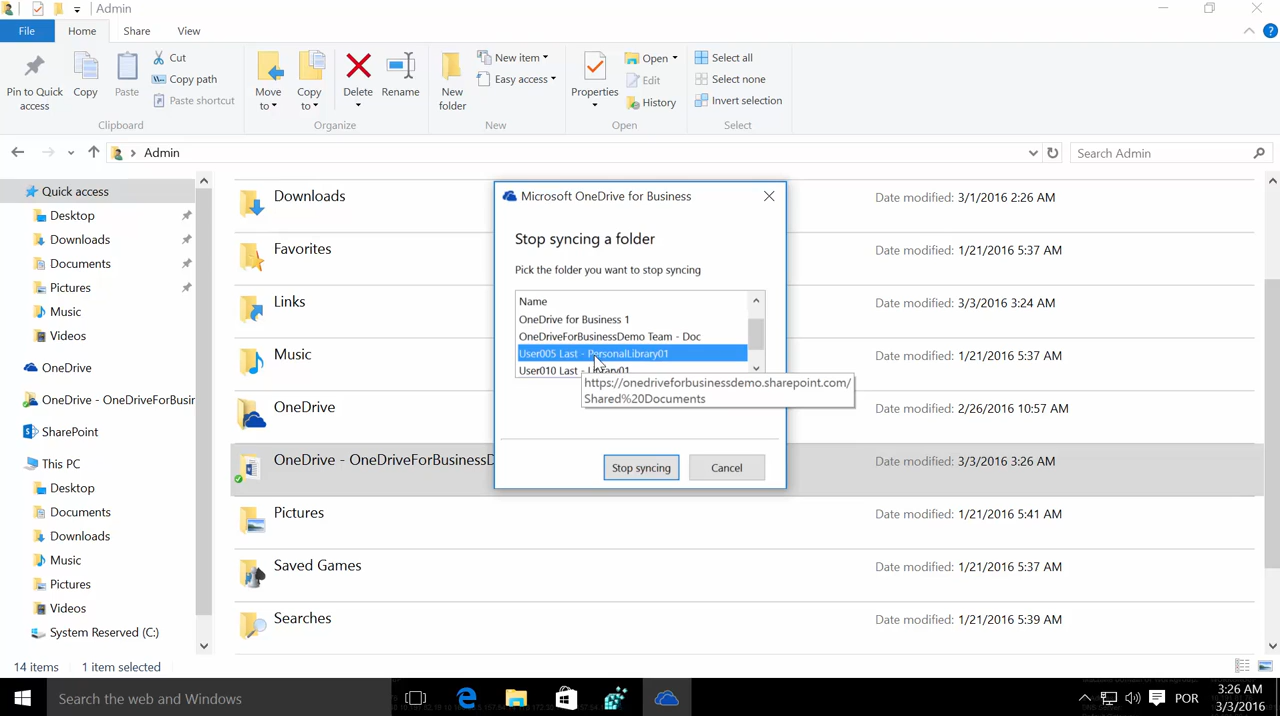 Admin
File
Home
Share
View
Pin to Quick
access
Copy
Paste
Cut
Copy path
Paste shortcut
Clipboard
Move
to
Copy
to
Delete
Rename
Organize
New
folder
New item
Easy access
New
Properties
Open
Edit
History
Open
Select all
Select none
Invert selection
Select
Admin
Search Admin
Quick access
Desktop
Downloads
Documents
Pictures
Music
Videos
OneDrive
OneDrive - OneDriveForBusir
SharePoint
This PC
Desktop
Documents
Downloads
Music
Pictures
Videos
System Reserved (C:)
Downloads
Date modified: 3/1/2016 2:26 AM
Favorites
Date modified: 1/21/2016 5:37 AM
Links
Date modified: 3/3/2016 3:24 AM
Music
Date modified: 1/21/2016 5:37 AM
OneDrive
Date modified: 2/26/2016 10:57 AM
OneDrive - OneDriveForBusinessD
Date modified: 3/3/2016 3:26 AM
Pictures
Date modified: 1/21/2016 5:41 AM
Saved Games
Date modified: 1/21/2016 5:37 AM
Searches
Date modified: 1/21/2016 5:39 AM
Microsoft OneDrive for Business
Stop syncing a folder
Pick the folder you want to stop syncing
Name
OneDrive for Business 1
OneDriveForBusinessDemo Team - Doc
User005 Last - PersonalLibrary01
User010 Last - Library01
https://onedriveforbusinessdemo.sharepoint.com/
Shared%20Documents
Stop syncing
Cancel
14 items
1 item selected
Search the web and Windows
POR
3:26 AM
3/3/2016